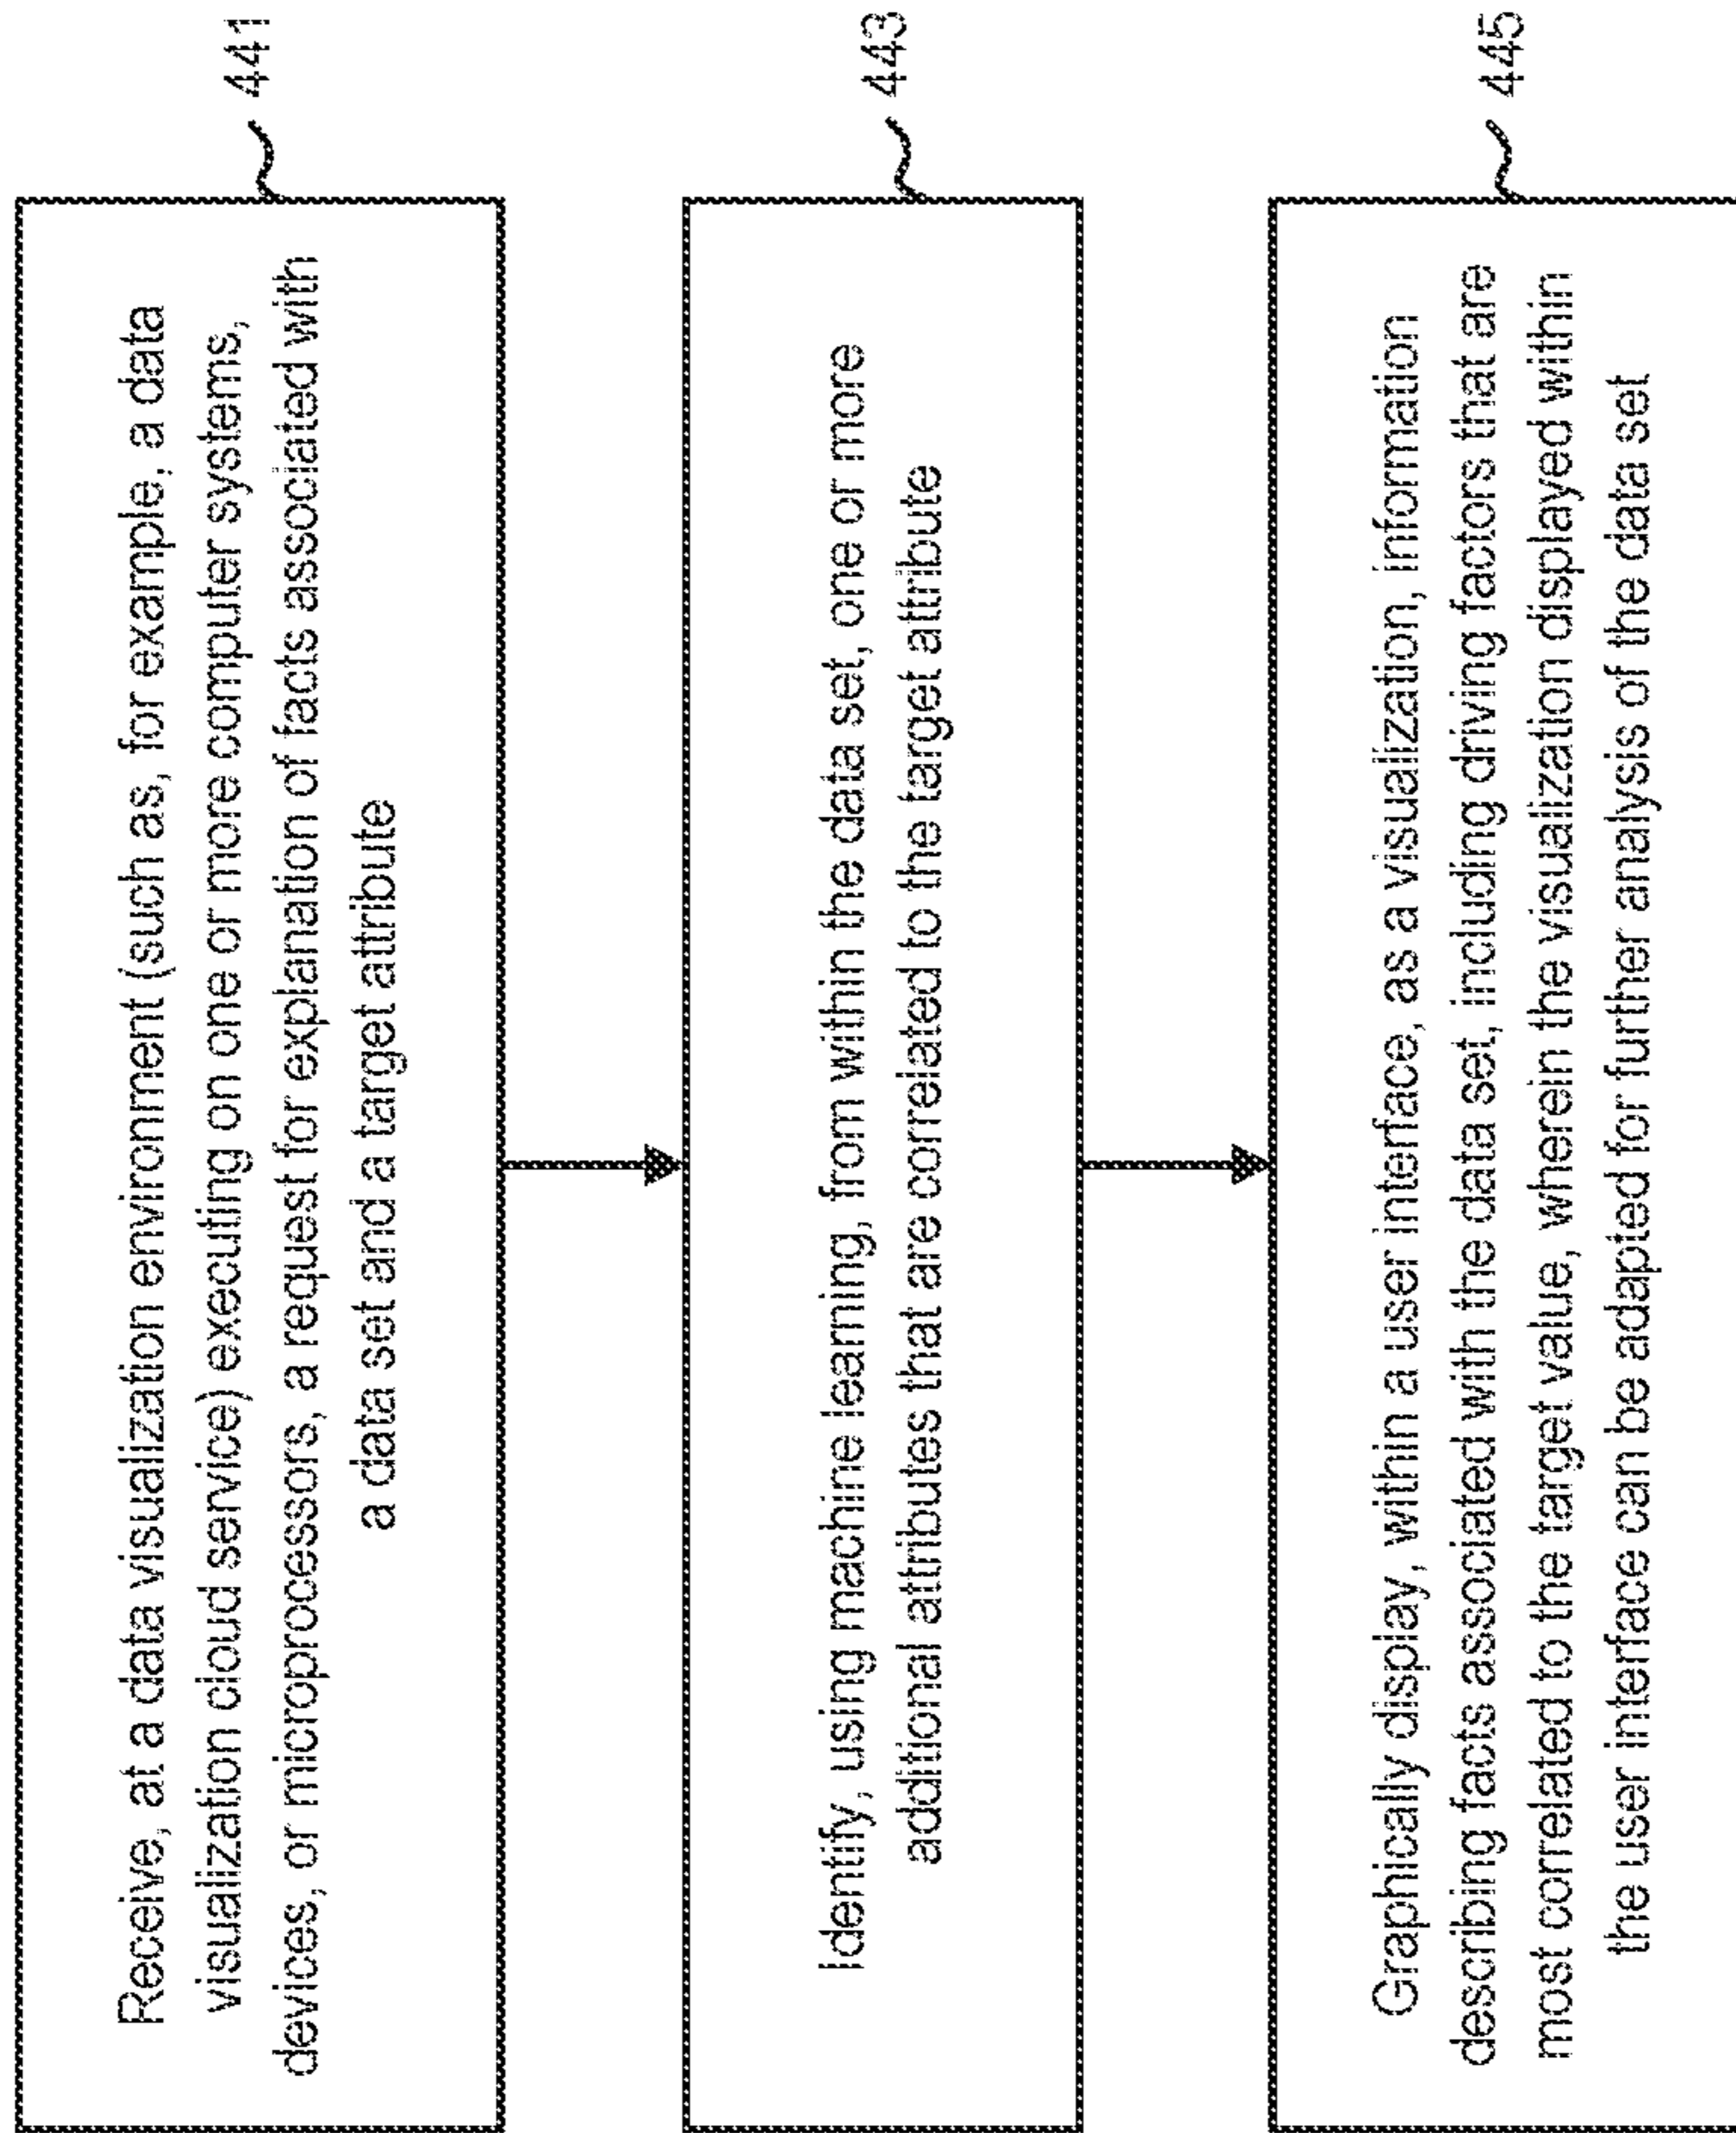 Receive, at a data visualization environment (such as, for example, a data
visualization cloud service) executing on one or more computer systems,
devices, or microprocessors, a request for explanation of facts associated with
a data set and a target attribute
441
Identify, using machine learning, from within the data set, one or more
additional attributes that are correlated to the target attribute
443
Graphically display, within a user interface, as a visualization, information
describing facts associated with the data set, including driving factors that are
most correlated to the target value, wherein the visualization displayed within
the user interface can be adapted for further analysis of the data set
445